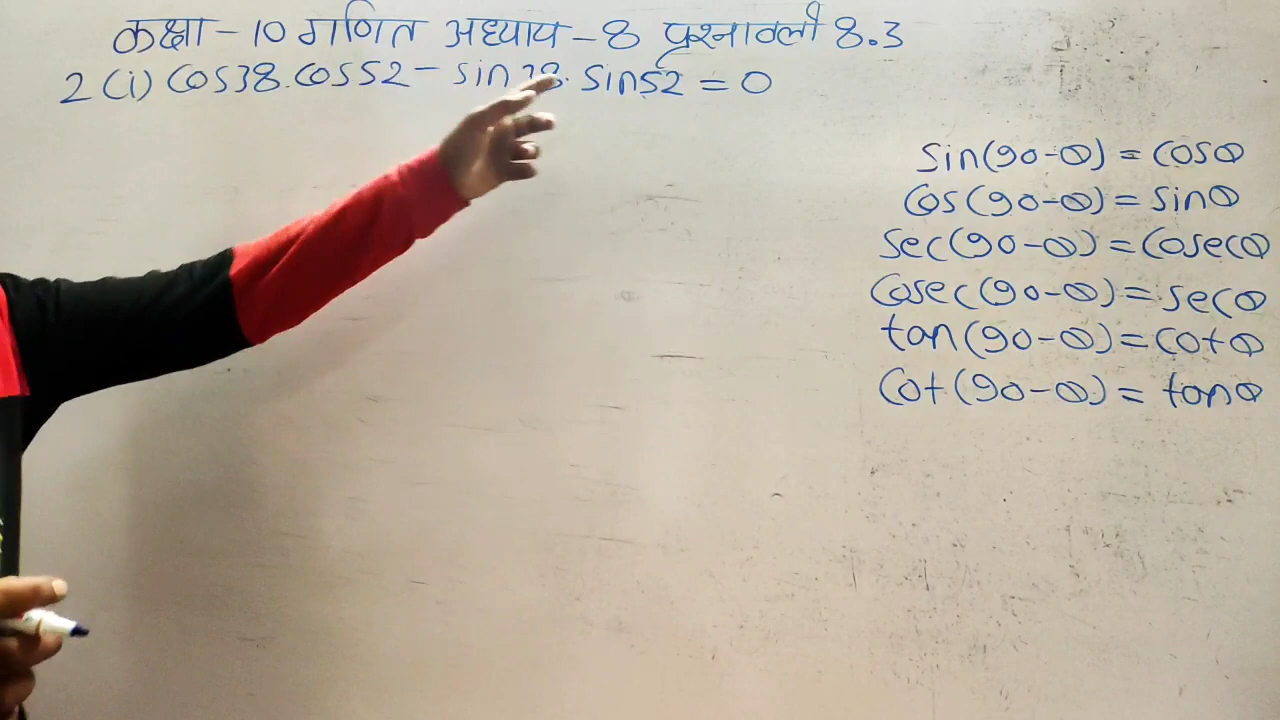 कक्षा - 10 गणित अध्याय - 8 प्रश्नावली 8.3
2 (i) Cos38.Cos52 - sin38. sin52 = 0
sin(90-θ) = cosθ
Cos(90-θ) = sinθ
Sec(90-θ) = Cosecθ
Cosec(90-θ) = secθ
tan(90-θ) = Cotθ
Cot(90-θ) = tanθ